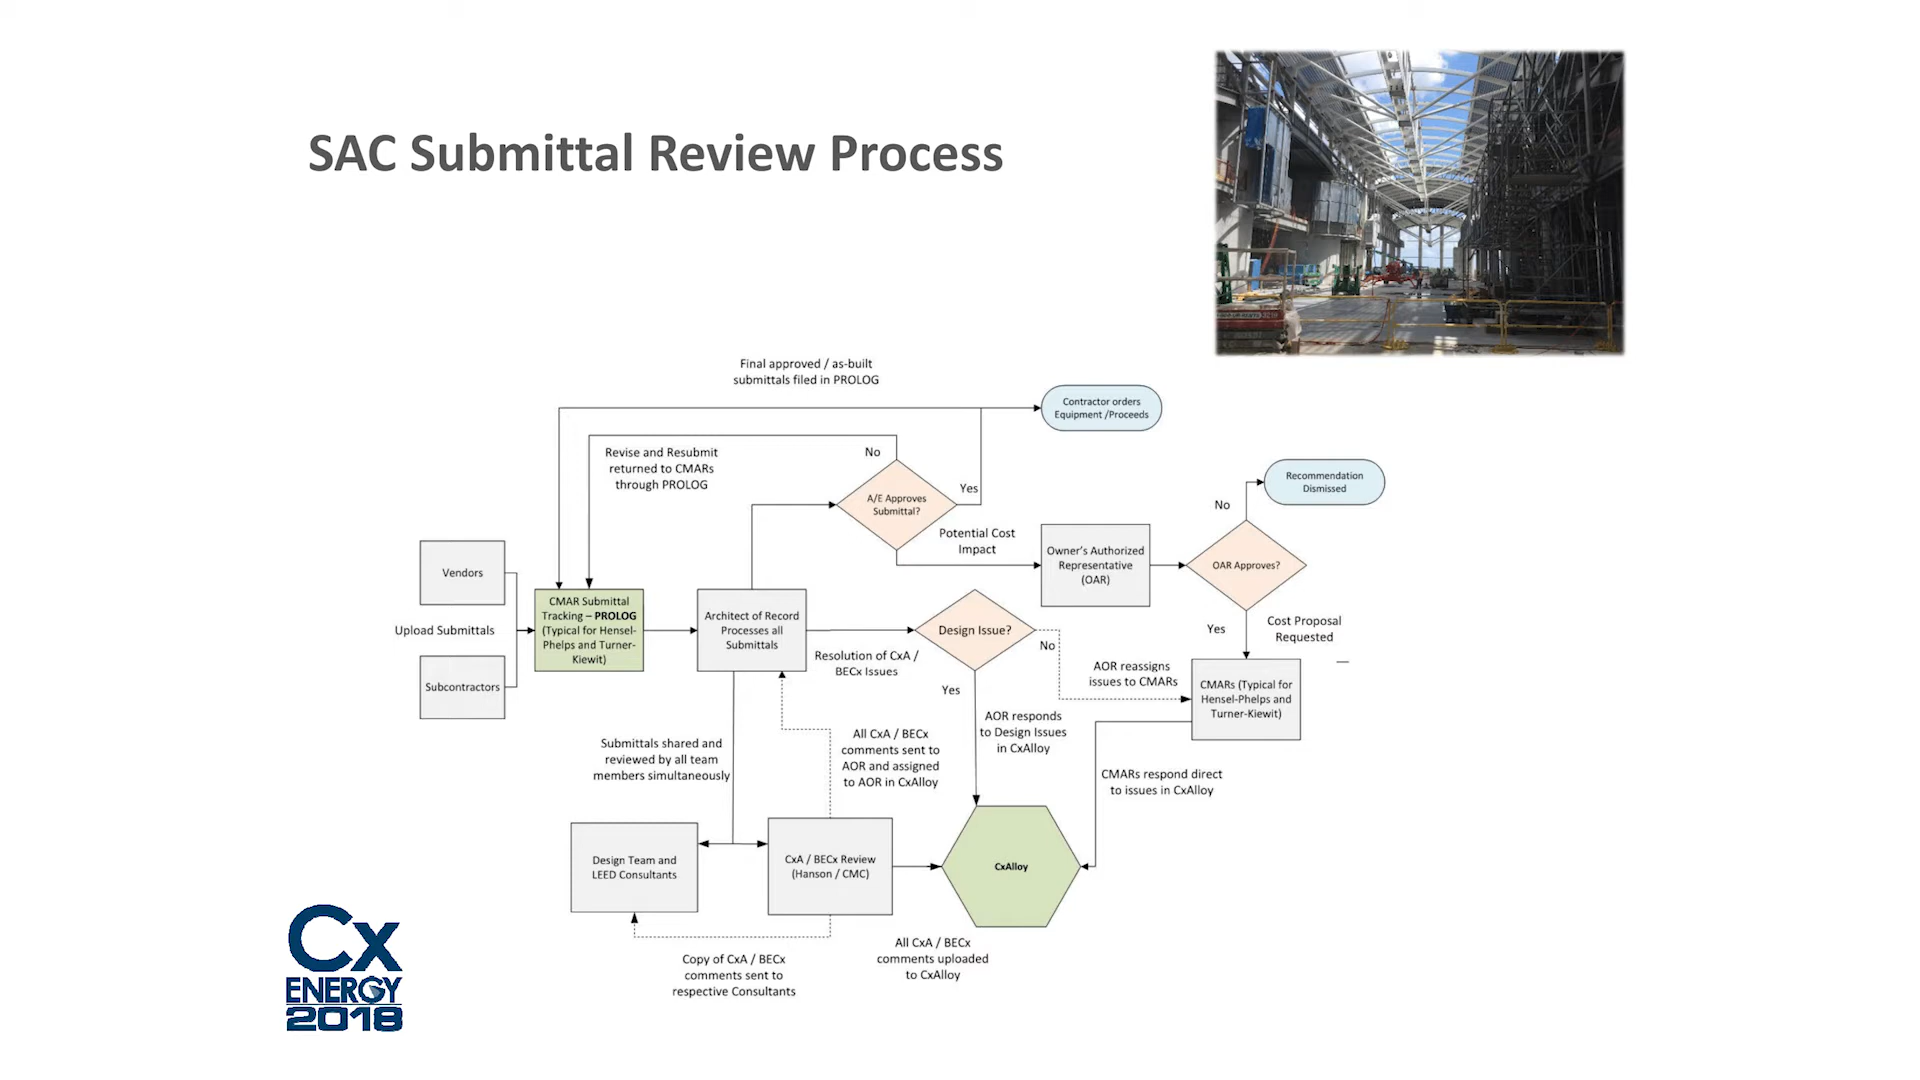 SAC Submittal Review Process
Final approved / as-built
submittals filed in PROLOG
Contractor orders
Equipment /Proceeds
Revise and Resubmit
returned to CMARs
through PROLOG
No
A/E Approves
Submittal?
Yes
Recommendation
Dismissed
No
Potential Cost
Impact
Owner's Authorized
Representative
(OAR)
OAR Approves?
Vendors
Upload Submittals
Subcontractors
CMAR Submittal
Tracking – PROLOG
(Typical for Hensel-
Phelps and Turner-
Kiewit)
Architect of Record
Processes all
Submittals
Resolution of CxA /
BECx Issues
Design Issue?
No
Yes
Yes
Cost Proposal
Requested
AOR reassigns
issues to CMARs
CMARs (Typical for
Hensel-Phelps and
Turner-Kiewit)
AOR responds
to Design Issues
in CxAlloy
All CxA / BECx
comments sent to
AOR and assigned
to AOR in CxAlloy
Submittals shared and
reviewed by all team
members simultaneously
CMARs respond direct
to issues in CxAlloy
Design Team and
LEED Consultants
CxA / BECx Review
(Hanson / CMC)
CxAlloy
All CxA / BECx
comments uploaded
to CxAlloy
Copy of CxA / BECx
comments sent to
respective Consultants
Cx
ENERGY
2018